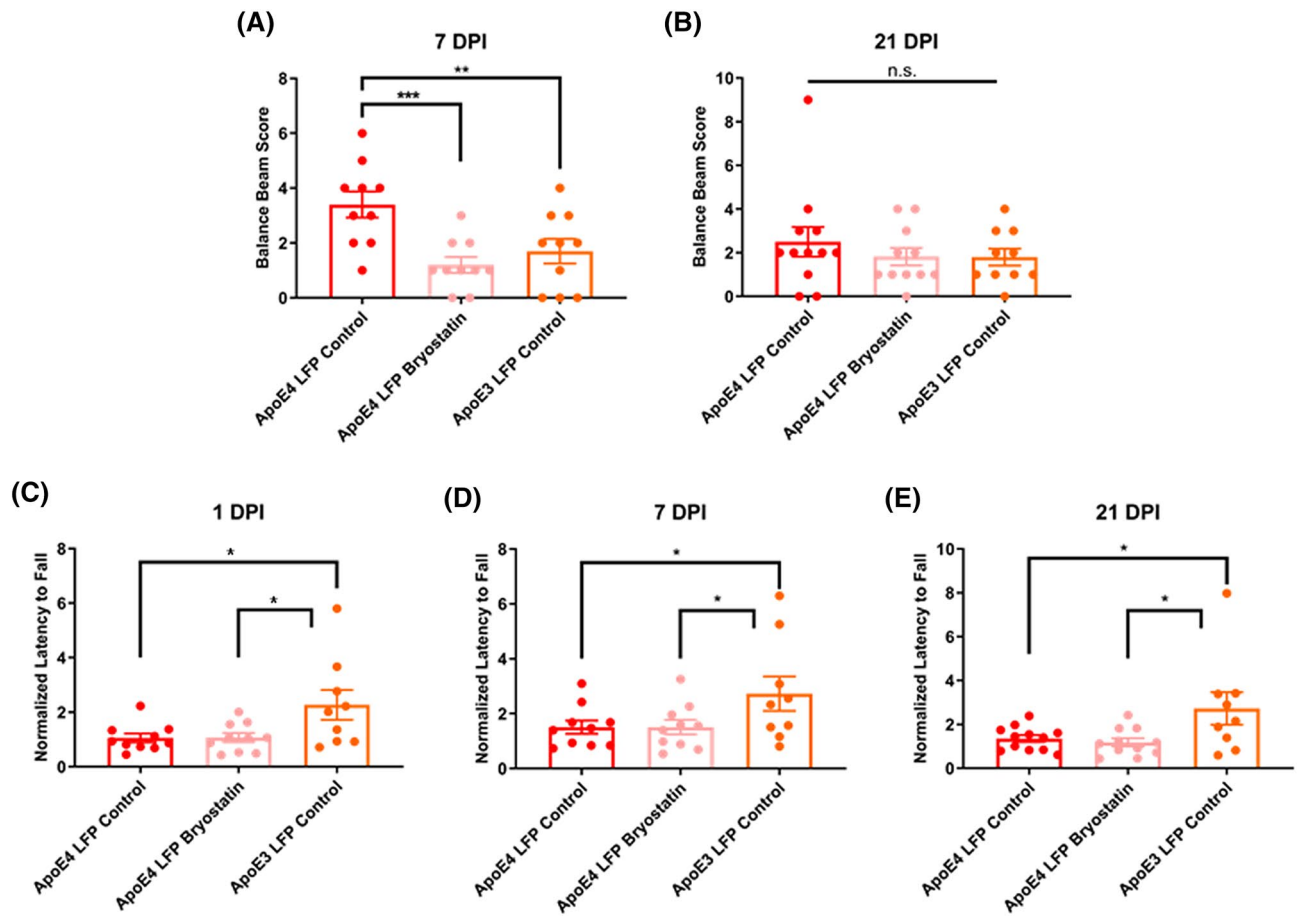 (A)
7 DPI
Balance Beam Score
8
6
4
2
0
**
***
ApoE4 LFP Control
ApoE4 LFP Bryostatin
ApoE3 LFP Control
(B)
21 DPI
Balance Beam Score
10
8
6
4
2
0
n.s.
ApoE4 LFP Control
ApoE4 LFP Bryostatin
ApoE3 LFP Control
(C)
1 DPI
Normalized Latency to Fall
8
6
4
2
0
*
*
ApoE4 LFP Control
ApoE4 LFP Bryostatin
ApoE3 LFP Control
(D)
7 DPI
Normalized Latency to Fall
8
6
4
2
0
*
*
ApoE4 LFP Control
ApoE4 LFP Bryostatin
ApoE3 LFP Control
(E)
21 DPI
Normalized Latency to Fall
10
8
6
4
2
0
*
*
ApoE4 LFP Control
ApoE4 LFP Bryostatin
ApoE3 LFP Control